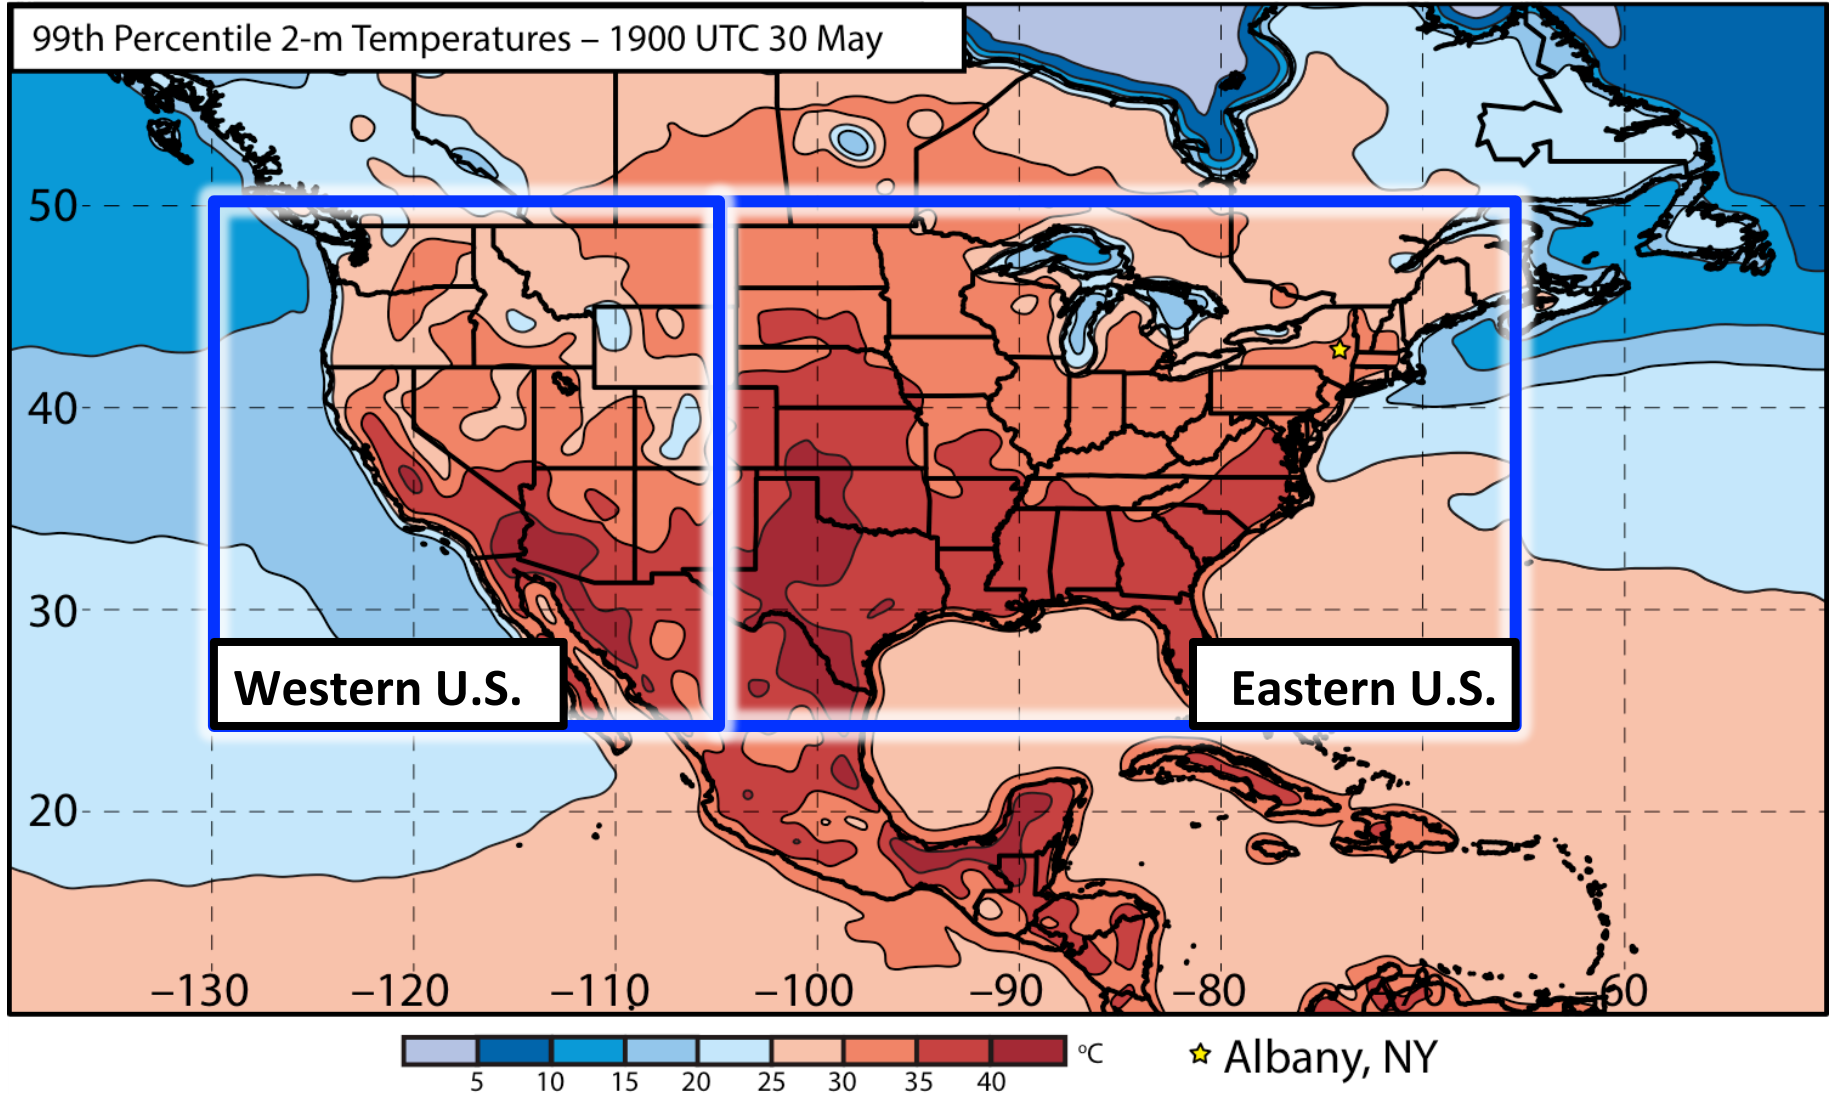 99th Percentile 2-m Temperatures – 1900 UTC 30 May
50
40
30
20
Western U.S.
Eastern U.S.
−130 −120 −110 −100 −90 −80 −70 −60
5 10 15 20 25 30 35 40 °C
Albany, NY